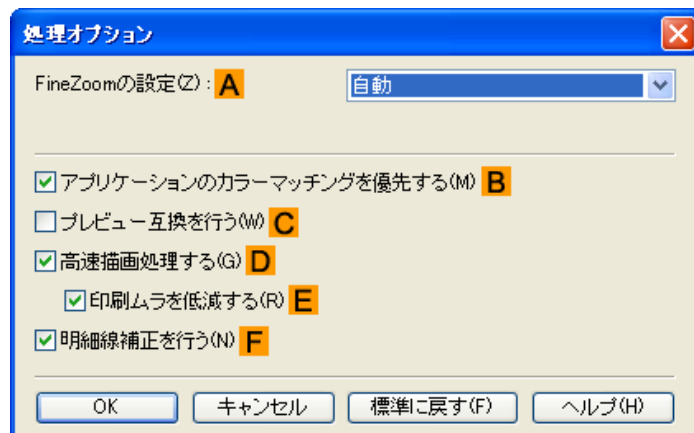 処理オプション
FineZoomの設定(Z): A 自動
アプリケーションのカラーマッチングを優先する(M) B
プレビュー互換を行う(W) C
高速描画処理する(G) D
印刷ムラを低減する(R) E
明細線補正を行う(N) F
OK キャンセル 標準に戻す(F) ヘルプ(H)